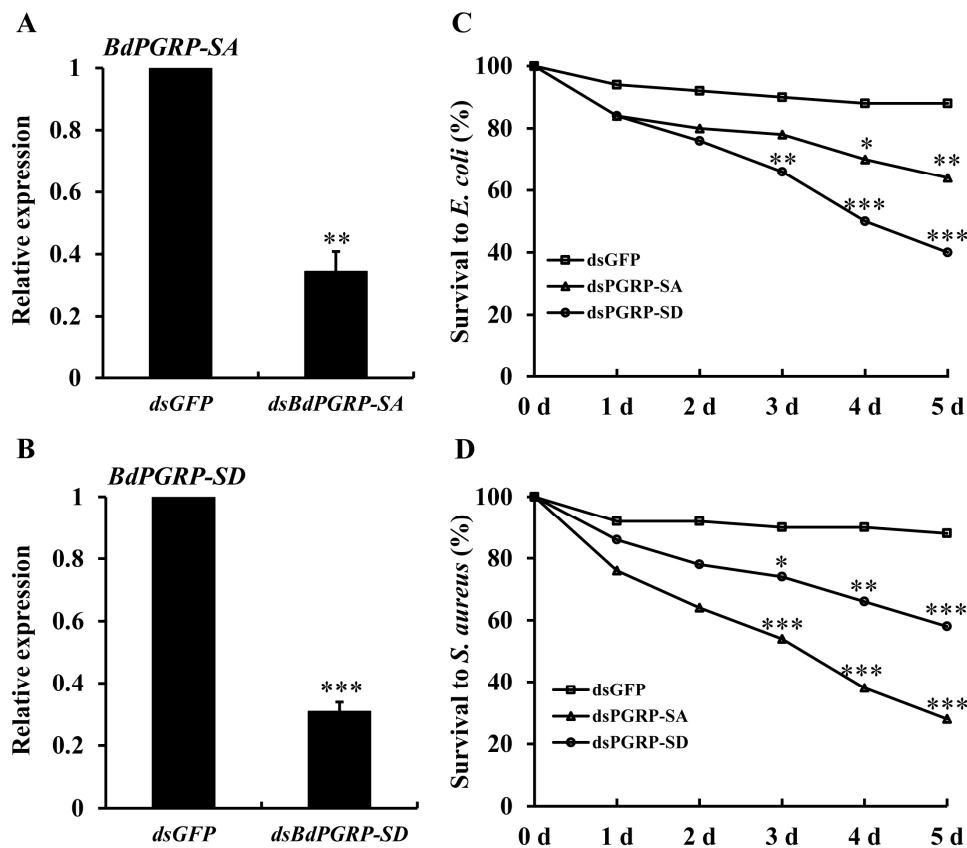 A
BdPGRP-SA
Relative expression
1
0.8
0.6
0.4
0.2
0
**
dsGFP
dsBdPGRP-SA
C
Survival to E. coli (%)
100
80
60
40
20
0
*
**
**
***
***
dsGFP
dsPGRP-SA
dsPGRP-SD
0 d 1 d 2 d 3 d 4 d 5 d
B
BdPGRP-SD
Relative expression
1
0.8
0.6
0.4
0.2
0
***
dsGFP
dsBdPGRP-SD
D
Survival to S. aureus (%)
100
80
60
40
20
0
*
**
***
***
***
***
dsGFP
dsPGRP-SA
dsPGRP-SD
0 d 1 d 2 d 3 d 4 d 5 d